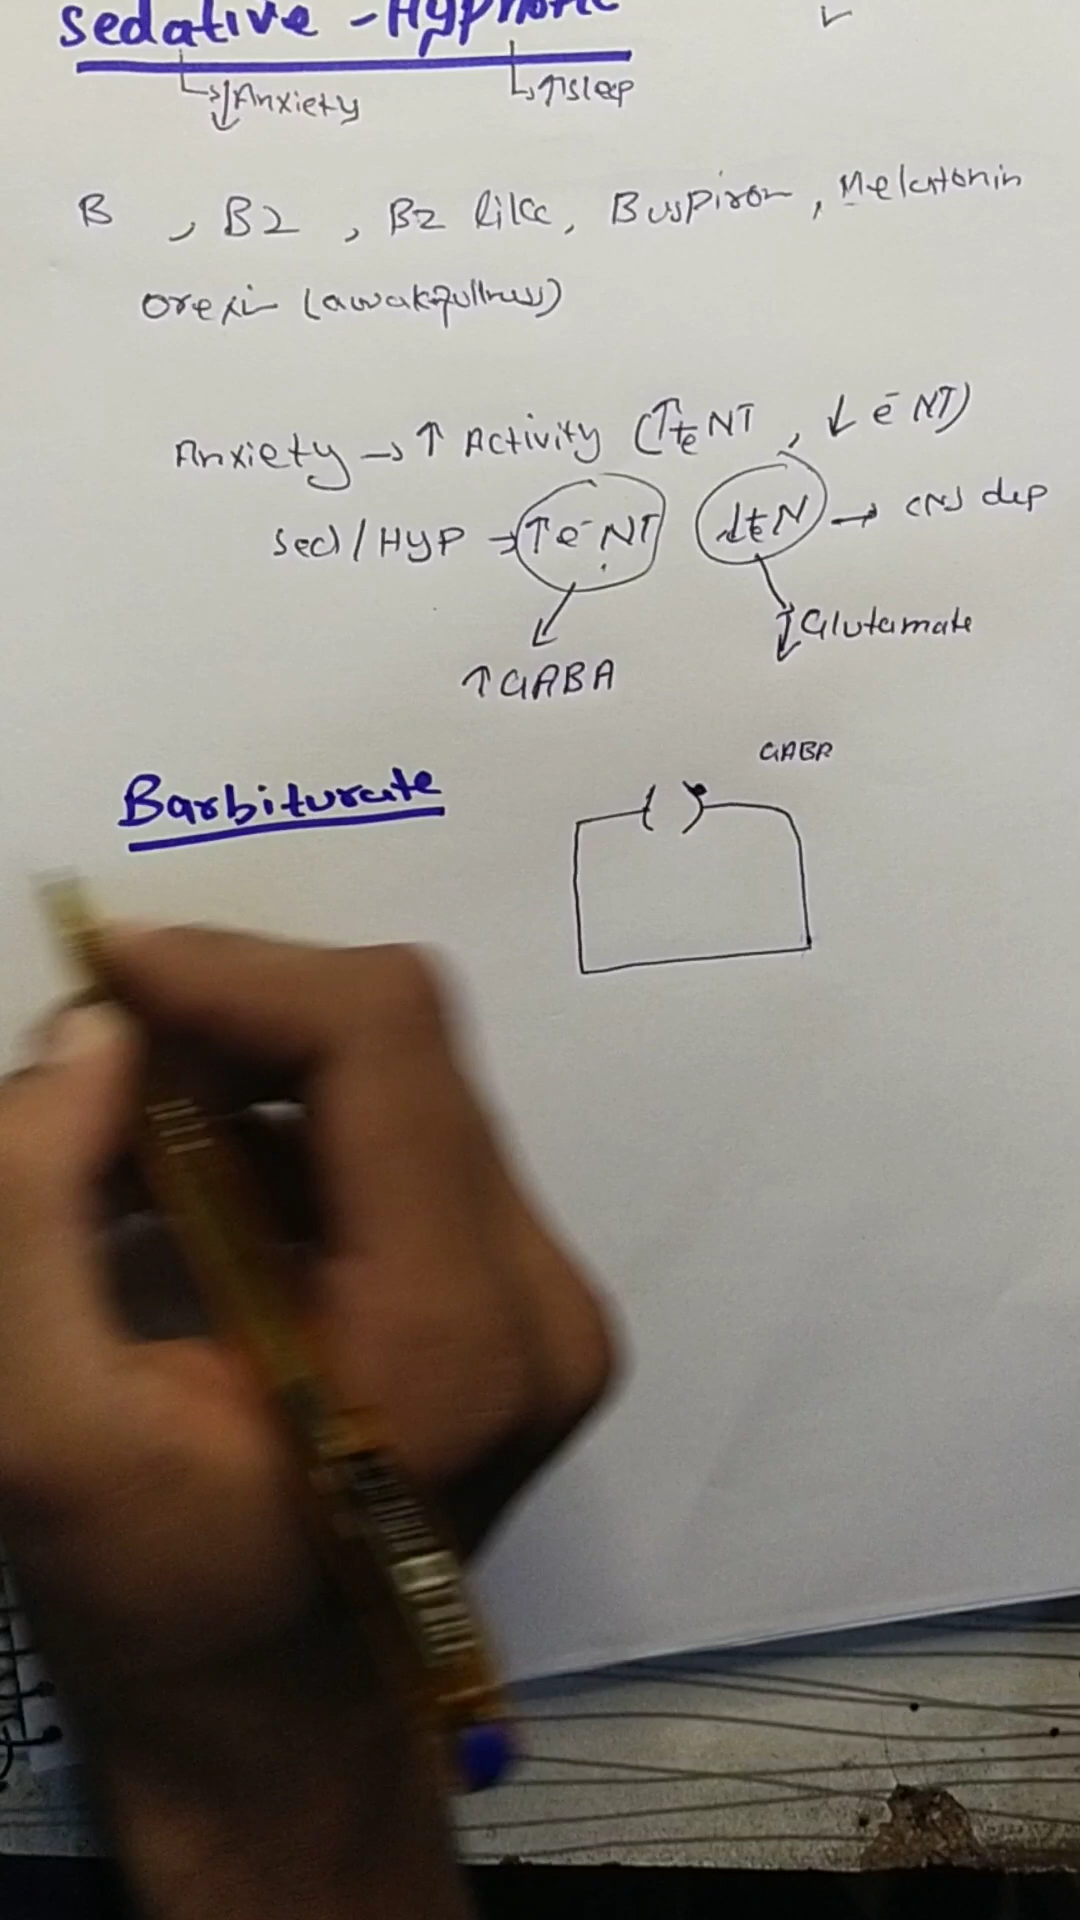 Sedative - Hypnotic
↓Anxiety ↑Sleep
B , BZ , BZ like, Buspiron, Melatonin
orexin (awakefullness)
Anxiety → ↑ Activity (↑+e NT , ↓ e- NT)
Sed / Hyp → ↑e- NT ↓+eN → CNS dep
↓Glutamate
↑GABA
GABA
Barbiturate